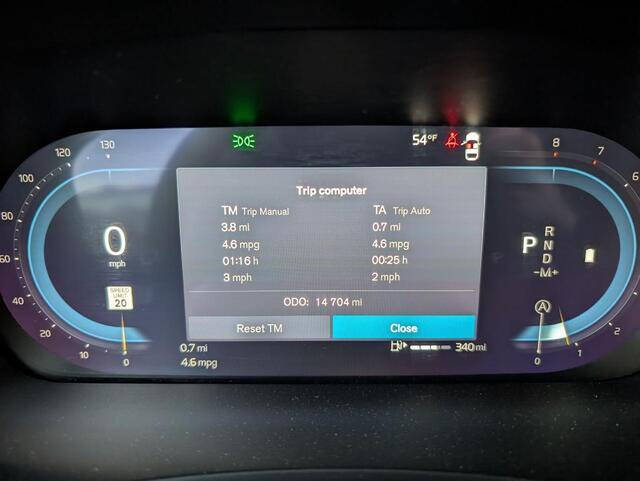 54°F
120 130
100
80
60
40
20
10
0
0
mph
SPEED
LIMIT
20
Trip computer
TM Trip Manual TA Trip Auto
3.8 mi 0.7 mi
4.6 mpg 4.6 mpg
01:16 h 00:25 h
3 mph 2 mph
ODO: 14 704 mi
Reset TM Close
0.7 mi
4.6 mpg
340 mi
8
7
6
R
P N
D
-M+
A
2
1
0